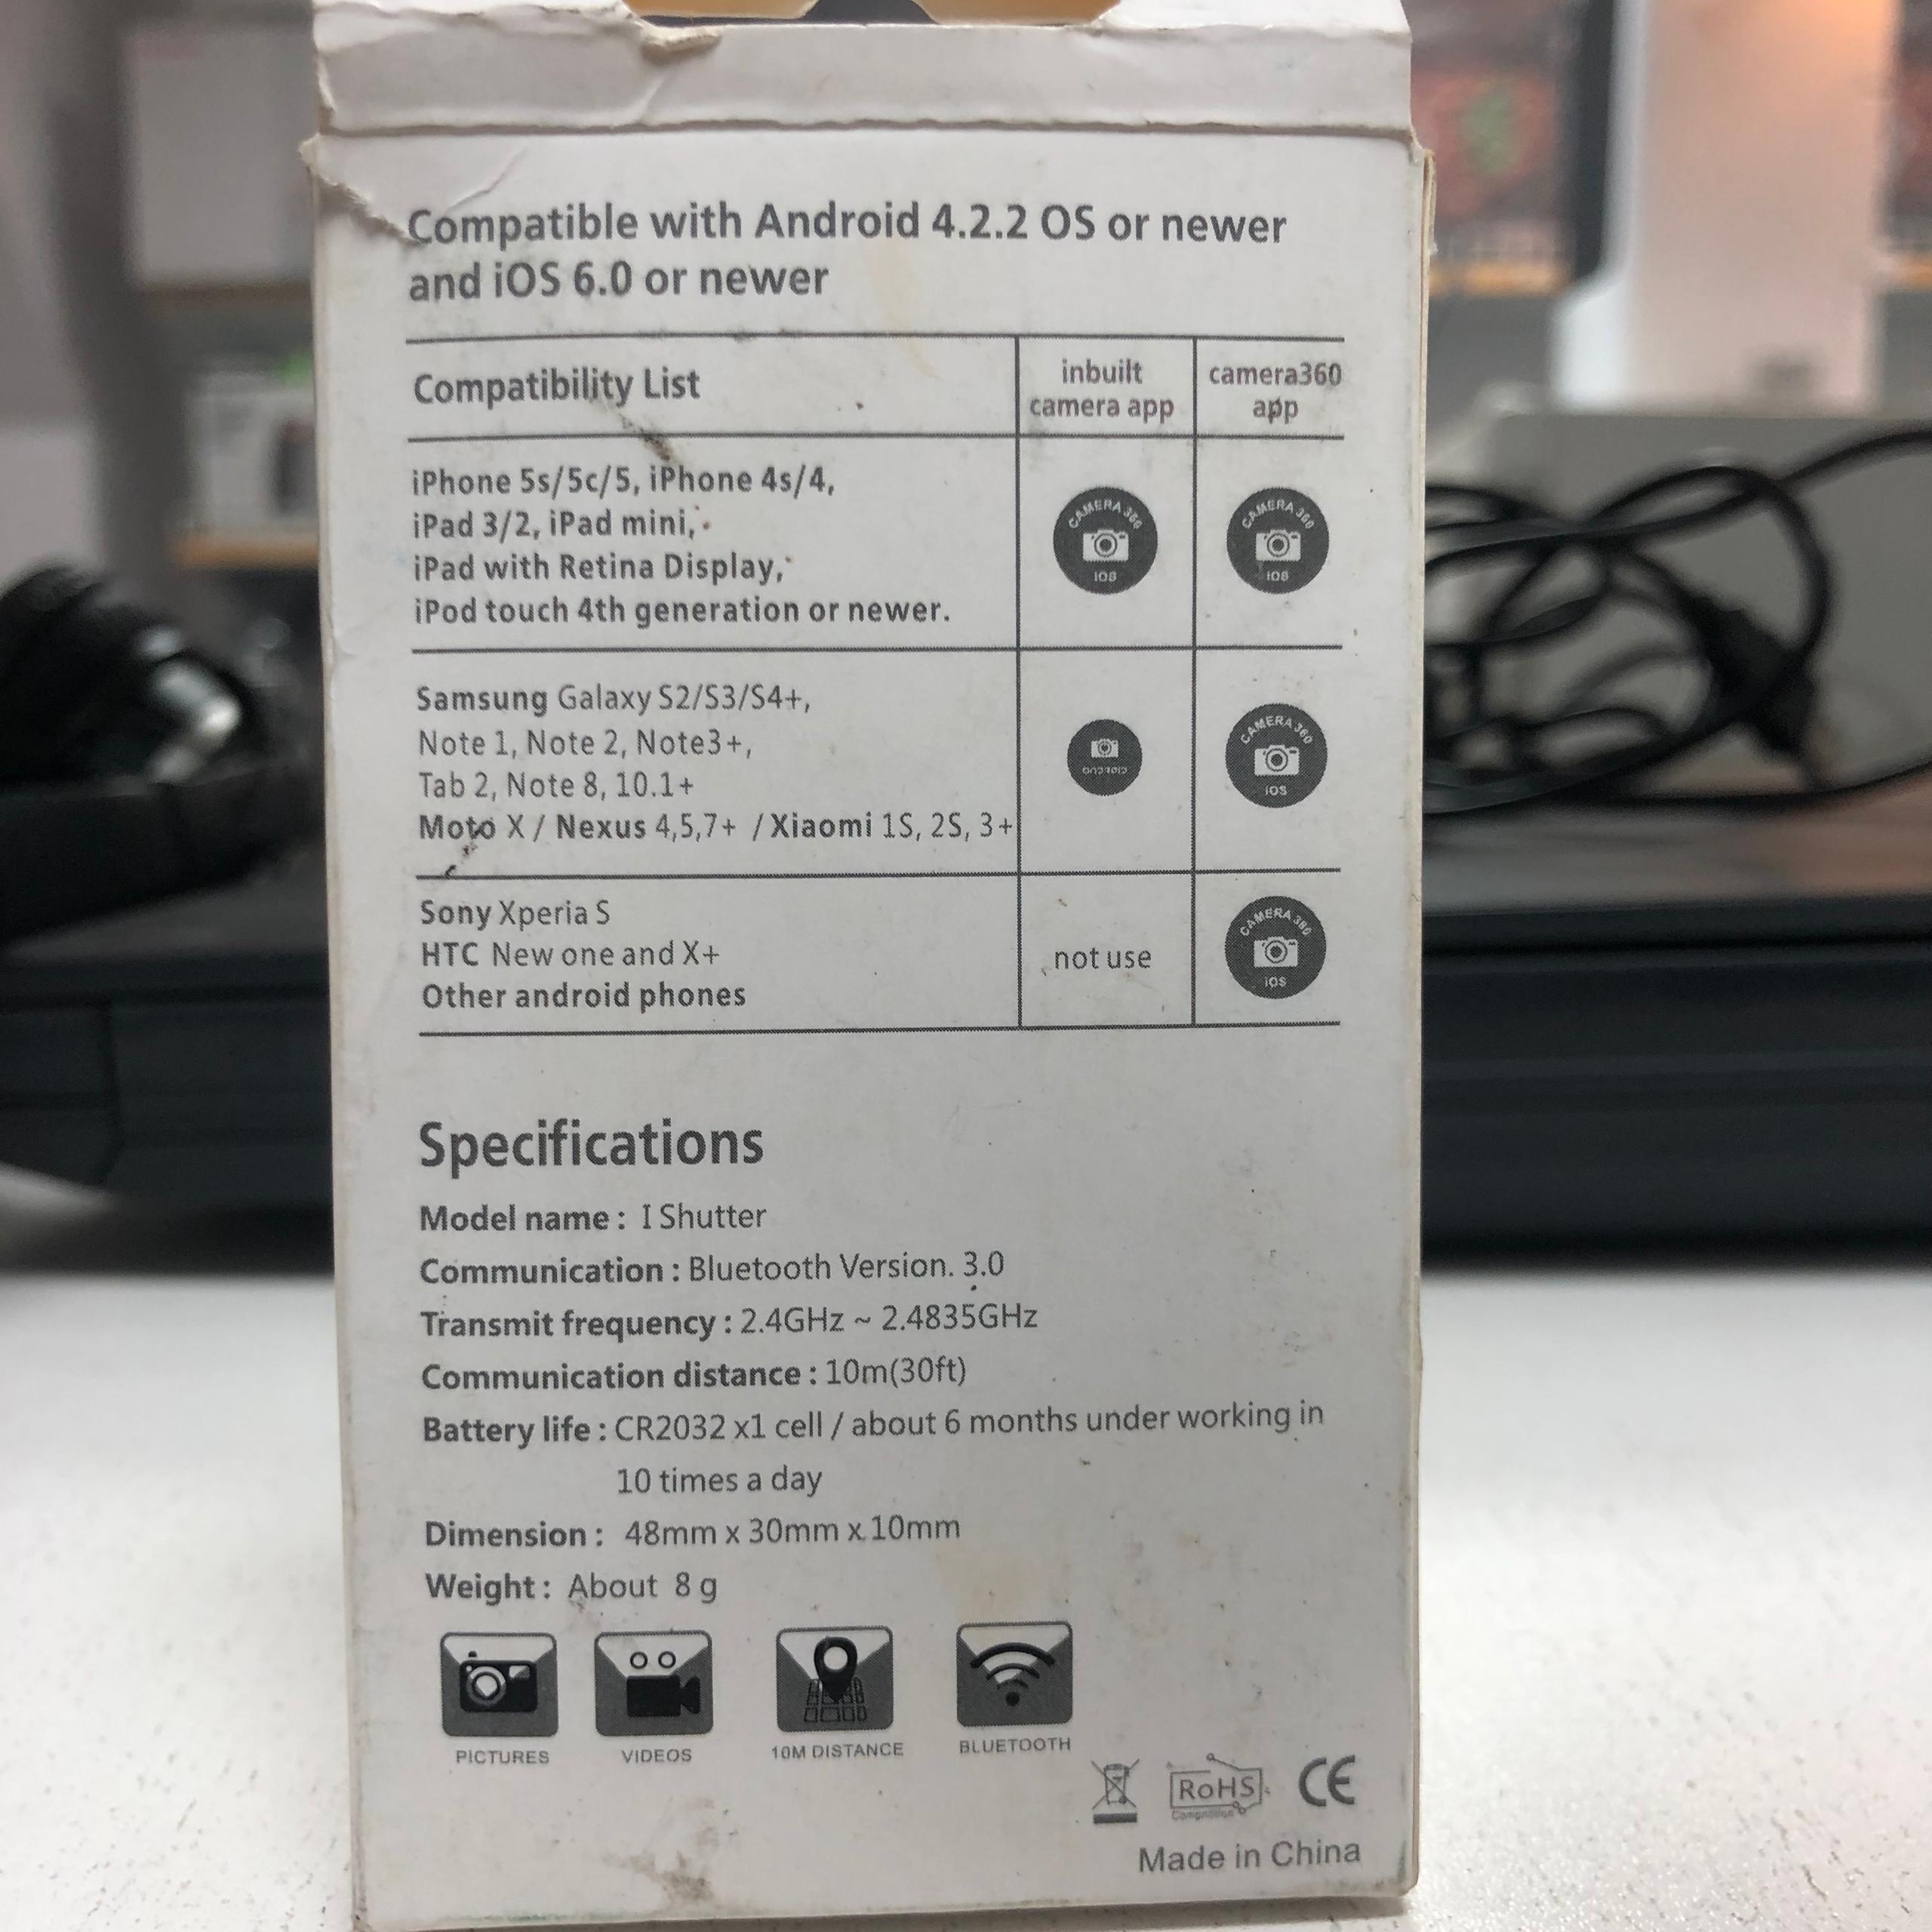 Compatible with Android 4.2.2 OS or newer
and iOS 6.0 or newer
Compatibility List
inbuilt
camera app
camera360
app
iPhone 5s/5c/5, iPhone 4s/4,
iPad 3/2, iPad mini,
iPad with Retina Display,
iPod touch 4th generation or newer.
CAMERA 360
iOS
CAMERA 360
iOS
Samsung Galaxy S2/S3/S4+,
Note 1, Note 2, Note3+,
Tab 2, Note 8, 10.1+
Moto X / Nexus 4,5,7+ / Xiaomi 1S, 2S, 3+
CAMERA 360
iOS
Sony Xperia S
HTC New one and X+
Other android phones
not use
CAMERA 360
iOS
Specifications
Model name : I Shutter
Communication : Bluetooth Version. 3.0
Transmit frequency : 2.4GHz ~ 2.4835GHz
Communication distance : 10m(30ft)
Battery life : CR2032 x1 cell / about 6 months under working in
10 times a day
Dimension : 48mm x 30mm x 10mm
Weight : About 8 g
PICTURES
VIDEOS
10M DISTANCE
BLUETOOTH
RoHS
CE
Made in China